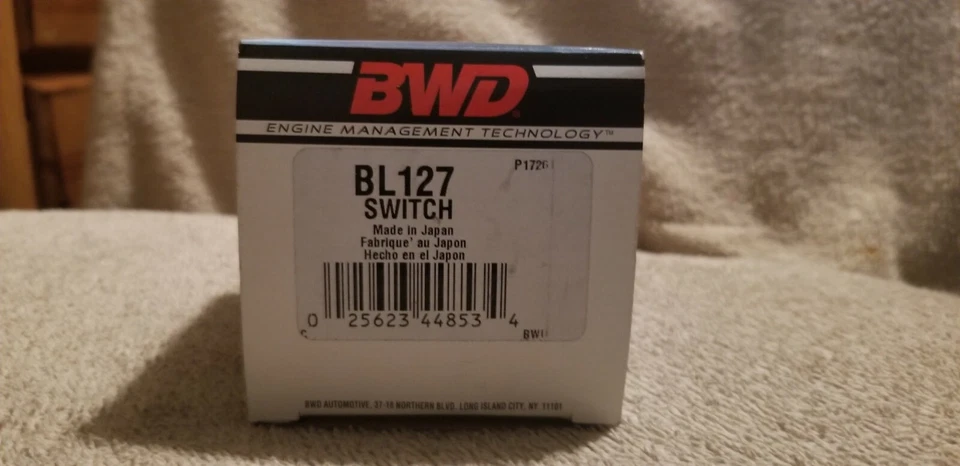 BWD
ENGINE MANAGEMENT TECHNOLOGY™
P1726
BL127
SWITCH
Made in Japan
Fabrique' au Japon
Hecho en el Japon
0 25623 44853 4
BWD AUTOMOTIVE, 37-18 NORTHERN BLVD. LONG ISLAND CITY, NY 11101